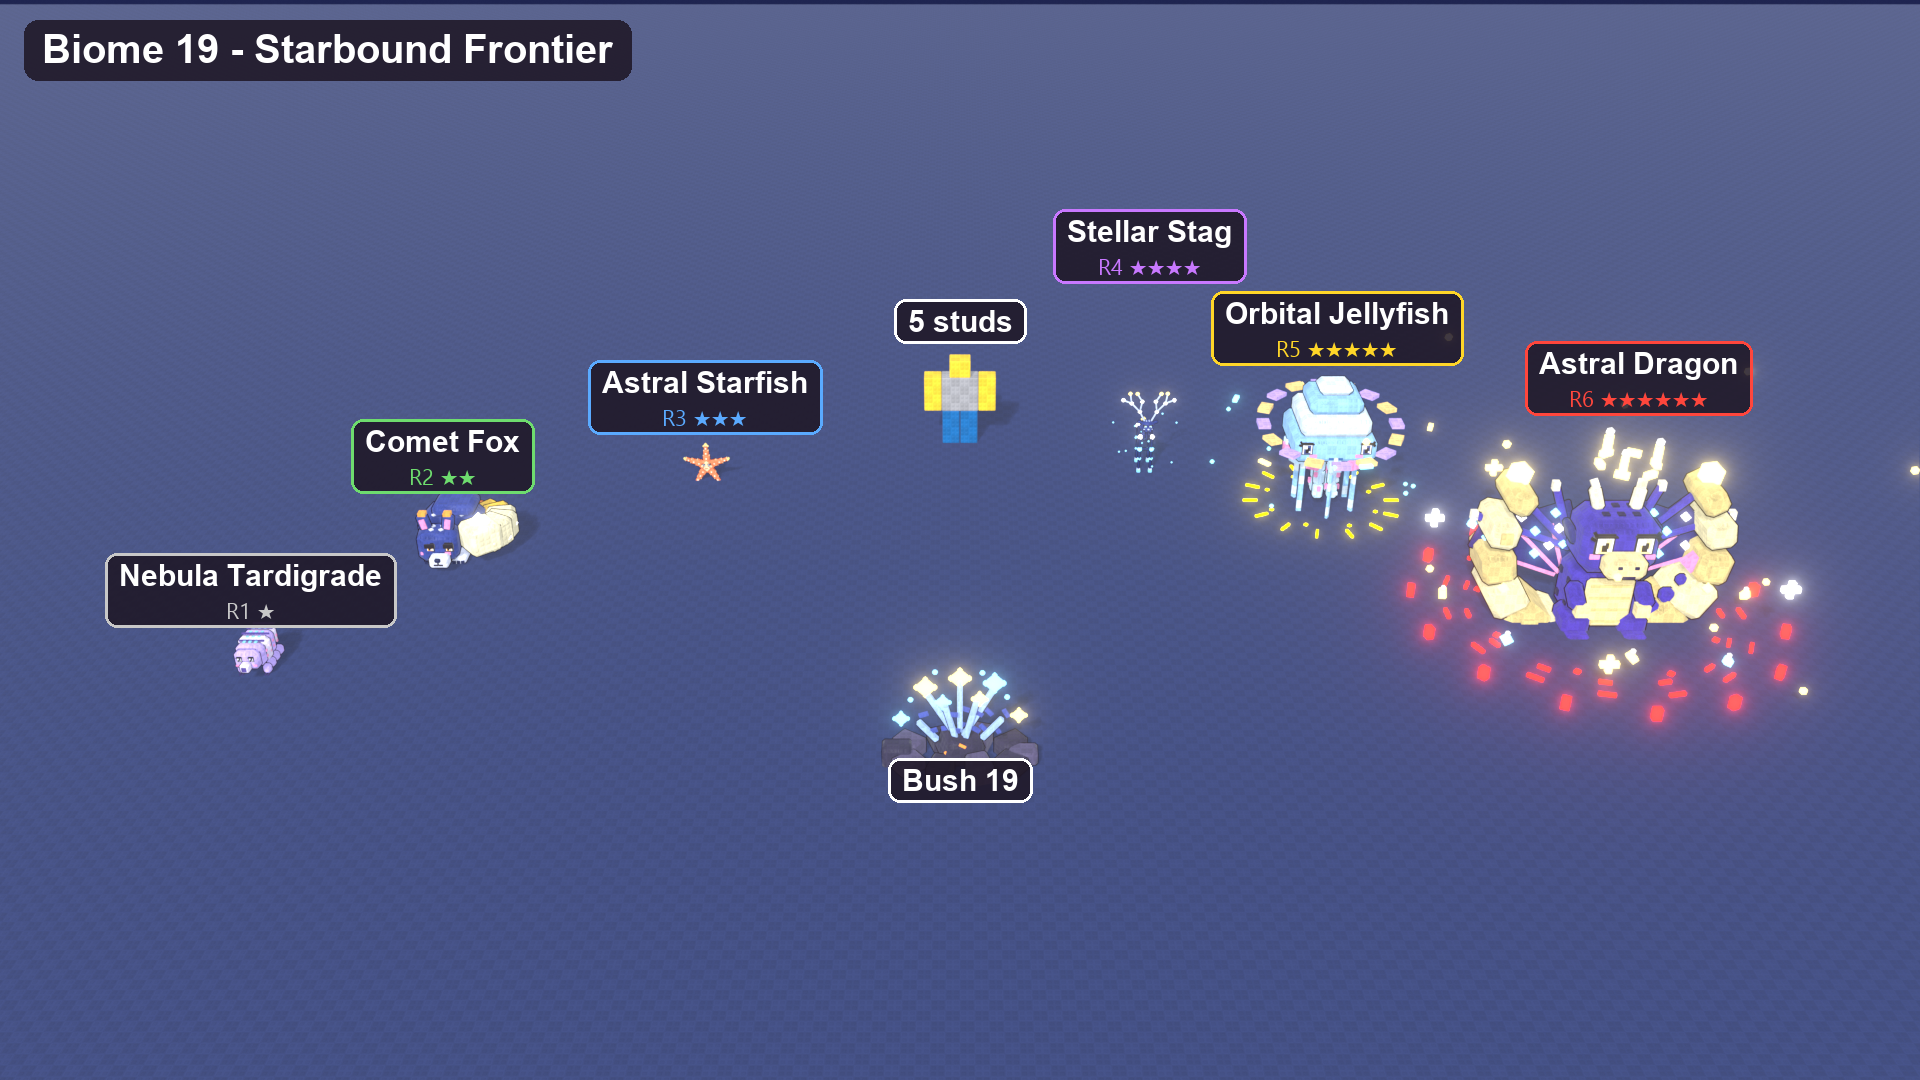 Biome 19 - Starbound Frontier
Stellar Stag
R4 ★★★★
5 studs
Orbital Jellyfish
R5 ★★★★★
Astral Dragon
R6 ★★★★★★
Astral Starfish
R3 ★★★
Comet Fox
R2 ★★
Nebula Tardigrade
R1 ★
Bush 19